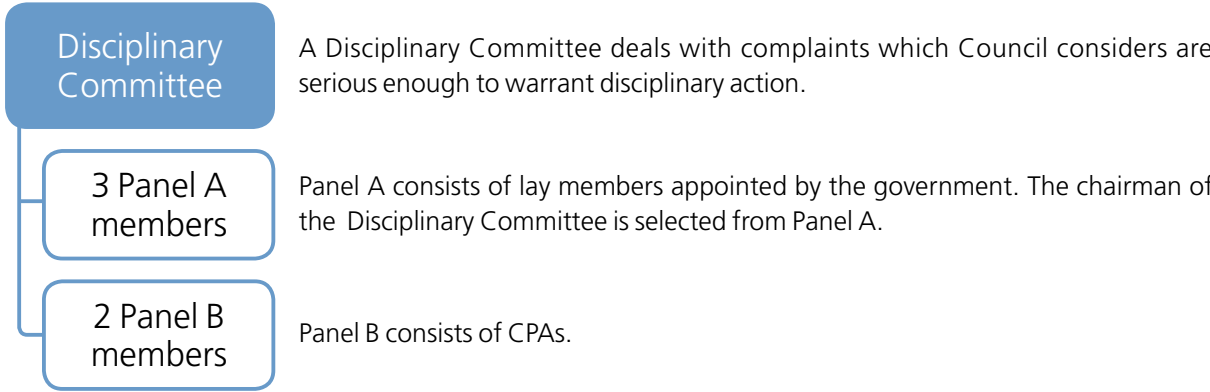 Disciplinary
Committee
A Disciplinary Committee deals with complaints which Council considers are
serious enough to warrant disciplinary action.
3 Panel A
members
Panel A consists of lay members appointed by the government. The chairman of
the Disciplinary Committee is selected from Panel A.
2 Panel B
members
Panel B consists of CPAs.